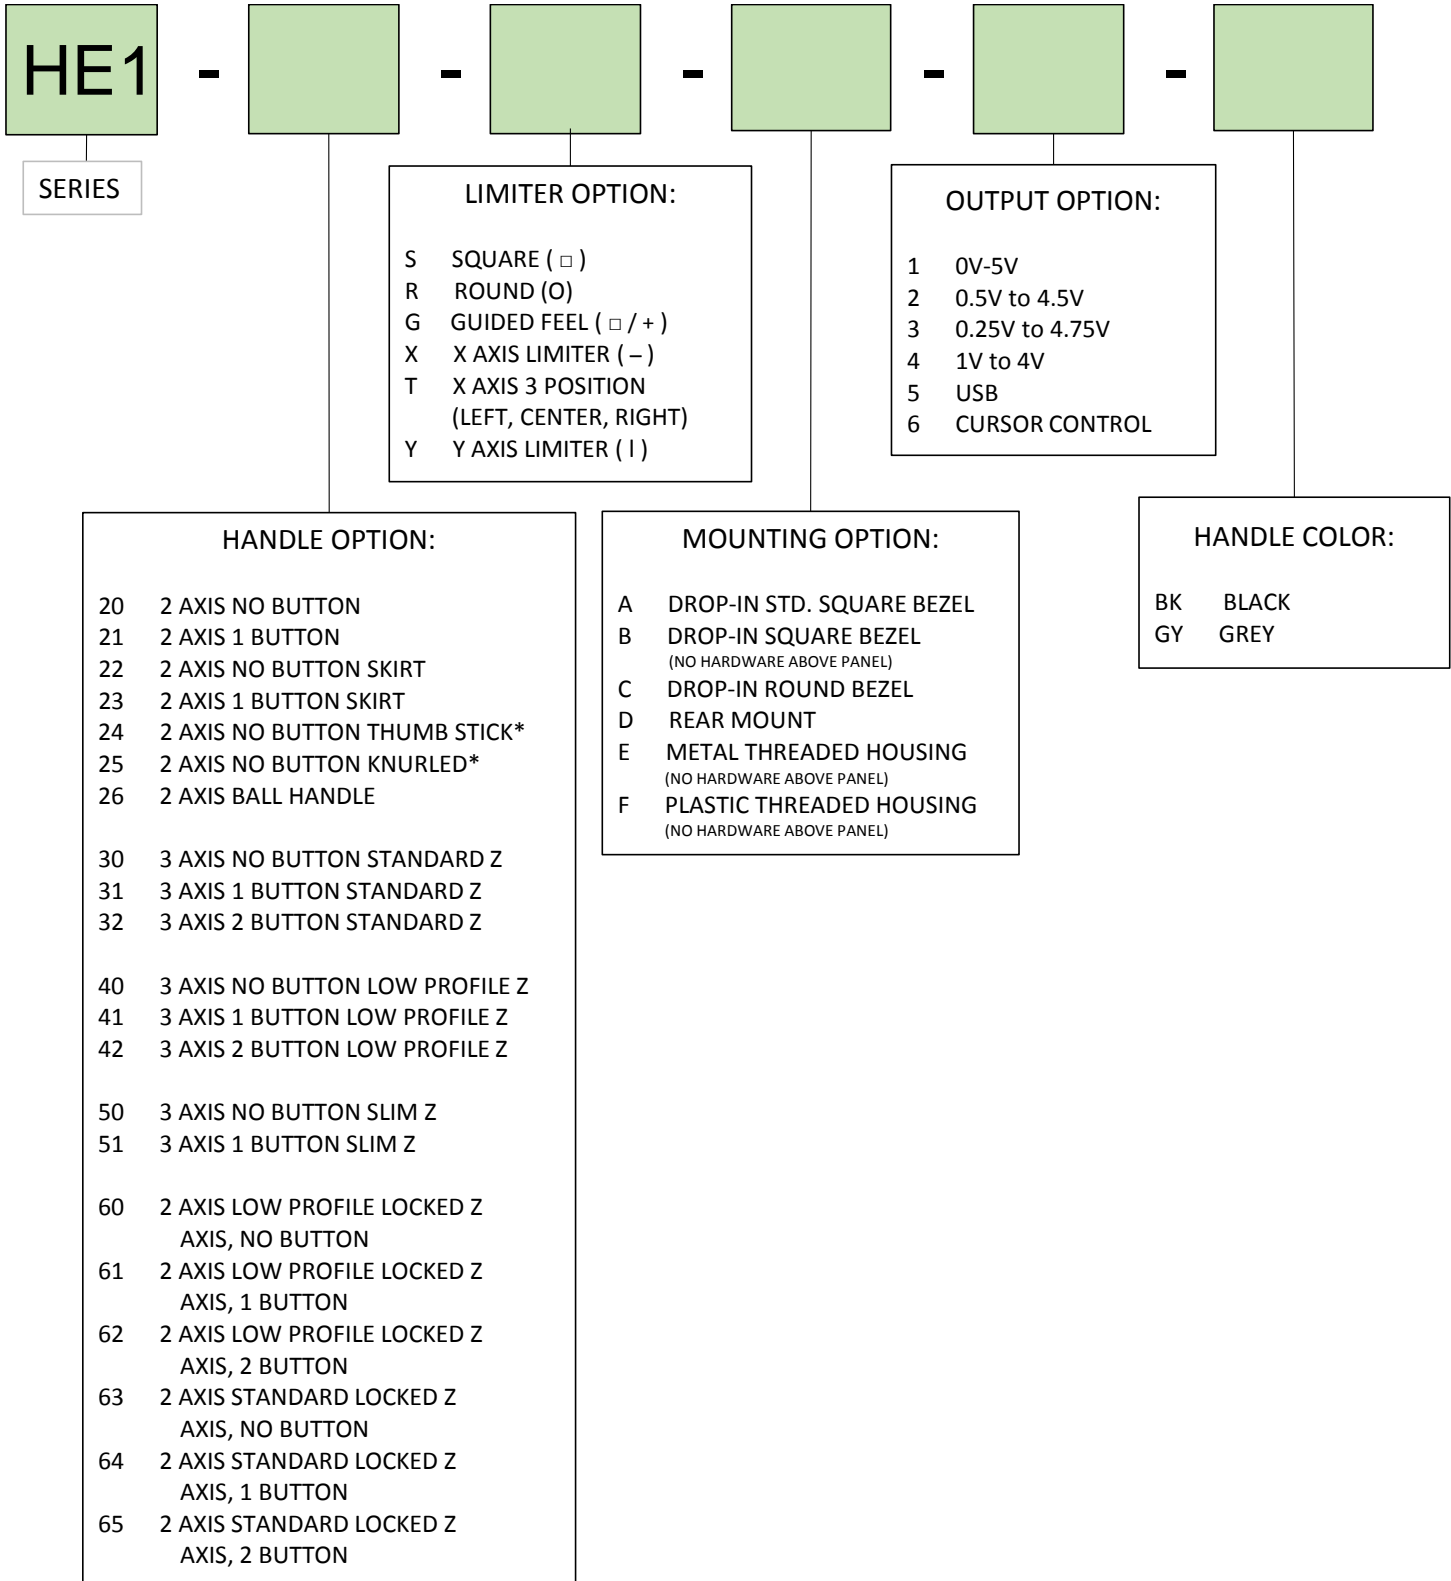 HE1 - - - - -
SERIES
LIMITER OPTION:
S SQUARE ( □ )
R ROUND (O)
G GUIDED FEEL ( □ / + )
X X AXIS LIMITER ( – )
T X AXIS 3 POSITION
(LEFT, CENTER, RIGHT)
Y Y AXIS LIMITER ( l )
OUTPUT OPTION:
1 0V-5V
2 0.5V to 4.5V
3 0.25V to 4.75V
4 1V to 4V
5 USB
6 CURSOR CONTROL
HANDLE OPTION:
20 2 AXIS NO BUTTON
21 2 AXIS 1 BUTTON
22 2 AXIS NO BUTTON SKIRT
23 2 AXIS 1 BUTTON SKIRT
24 2 AXIS NO BUTTON THUMB STICK*
25 2 AXIS NO BUTTON KNURLED*
26 2 AXIS BALL HANDLE
30 3 AXIS NO BUTTON STANDARD Z
31 3 AXIS 1 BUTTON STANDARD Z
32 3 AXIS 2 BUTTON STANDARD Z
40 3 AXIS NO BUTTON LOW PROFILE Z
41 3 AXIS 1 BUTTON LOW PROFILE Z
42 3 AXIS 2 BUTTON LOW PROFILE Z
50 3 AXIS NO BUTTON SLIM Z
51 3 AXIS 1 BUTTON SLIM Z
60 2 AXIS LOW PROFILE LOCKED Z
AXIS, NO BUTTON
61 2 AXIS LOW PROFILE LOCKED Z
AXIS, 1 BUTTON
62 2 AXIS LOW PROFILE LOCKED Z
AXIS, 2 BUTTON
63 2 AXIS STANDARD LOCKED Z
AXIS, NO BUTTON
64 2 AXIS STANDARD LOCKED Z
AXIS, 1 BUTTON
65 2 AXIS STANDARD LOCKED Z
AXIS, 2 BUTTON
MOUNTING OPTION:
A DROP-IN STD. SQUARE BEZEL
B DROP-IN SQUARE BEZEL
(NO HARDWARE ABOVE PANEL)
C DROP-IN ROUND BEZEL
D REAR MOUNT
E METAL THREADED HOUSING
(NO HARDWARE ABOVE PANEL)
F PLASTIC THREADED HOUSING
(NO HARDWARE ABOVE PANEL)
HANDLE COLOR:
BK BLACK
GY GREY